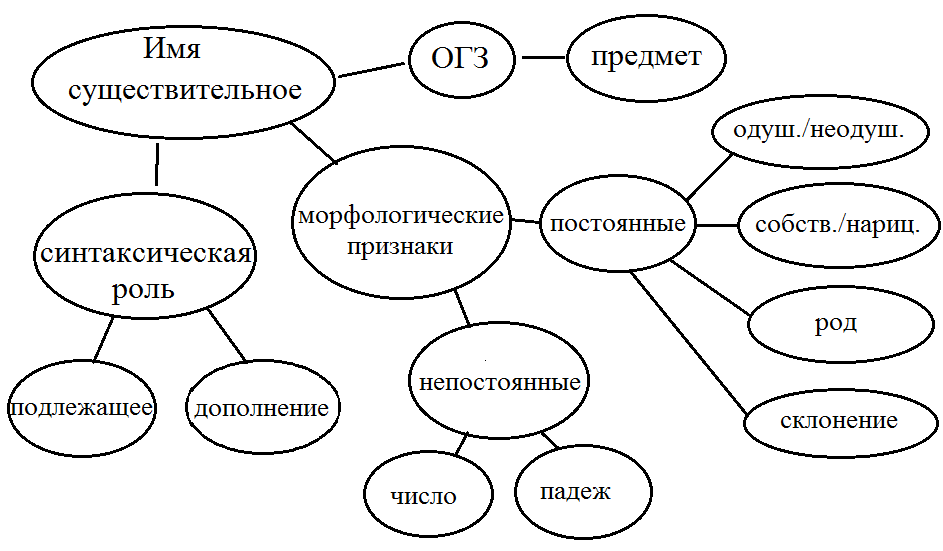 Имя
существительное
ОГЗ
предмет
одуш./неодуш.
морфологические
признаки
постоянные
собств./нариц.
синтаксическая
роль
род
непостоянные
подлежащее
дополнение
склонение
число
падеж